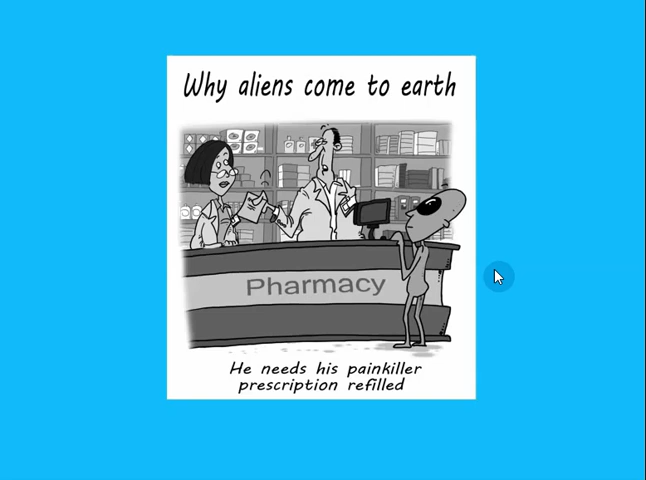 Why aliens come to earth
Pharmacy
He needs his painkiller
prescription refilled